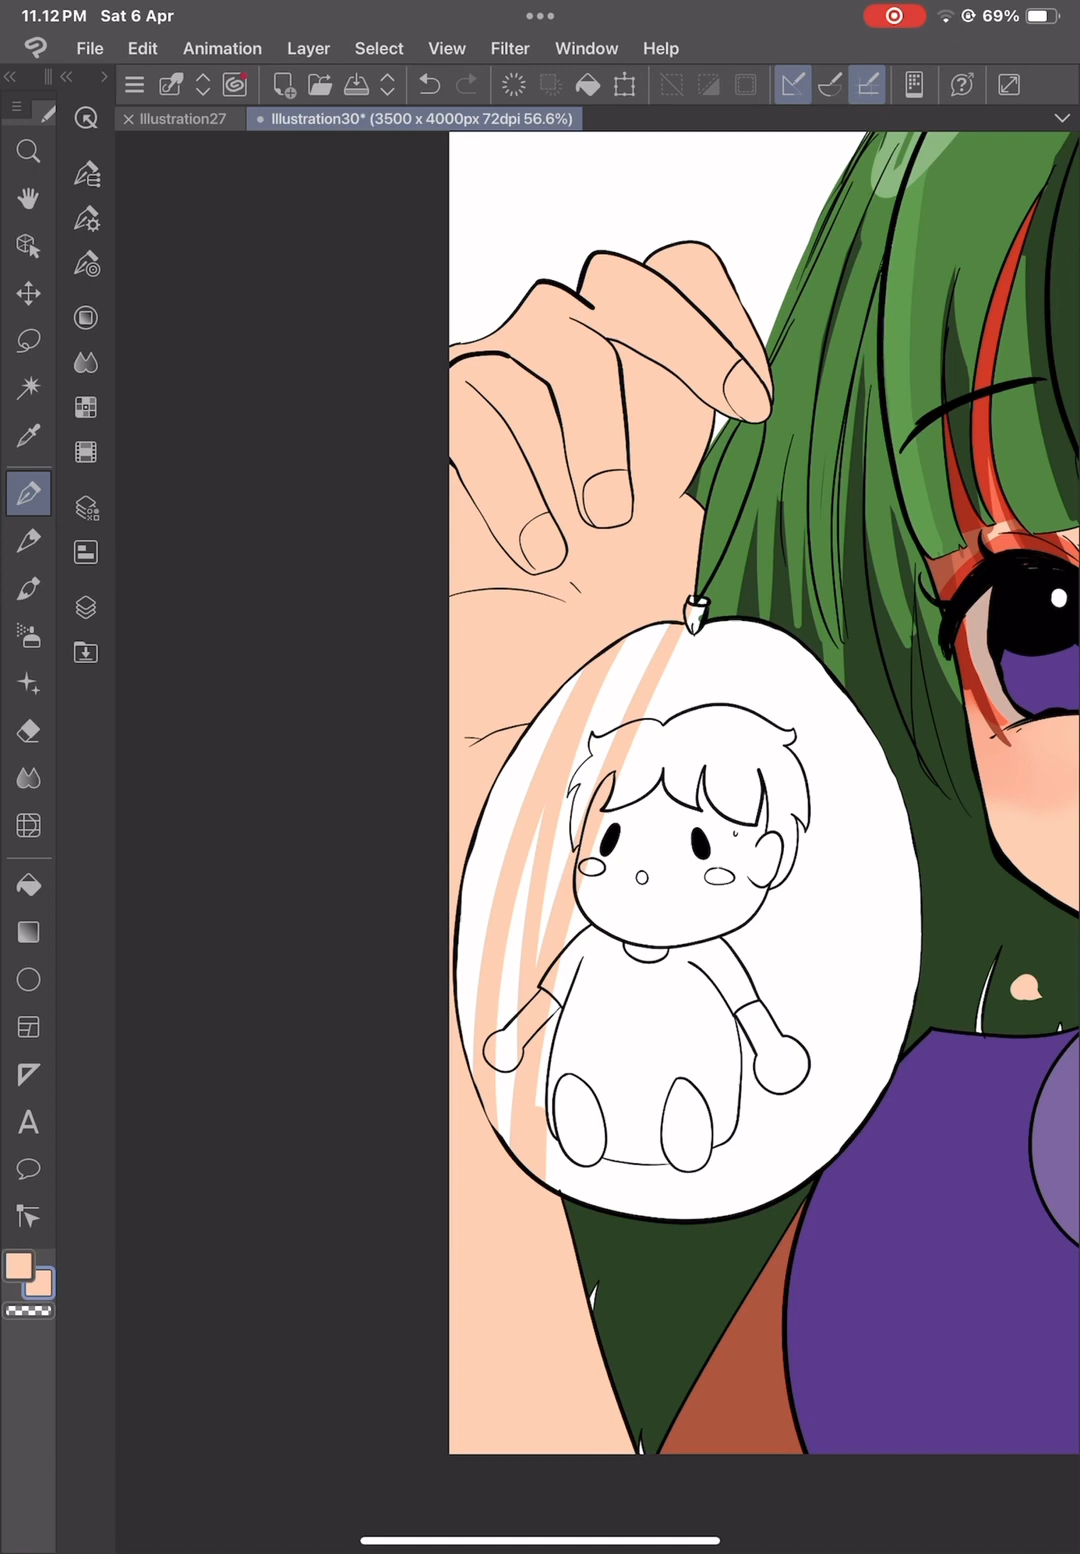 11.12 PM Sat 6 Apr 69%
File Edit Animation Layer Select View Filter Window Help
Illustration27 Illustration30* (3500 x 4000px 72dpi 56.6%)
A